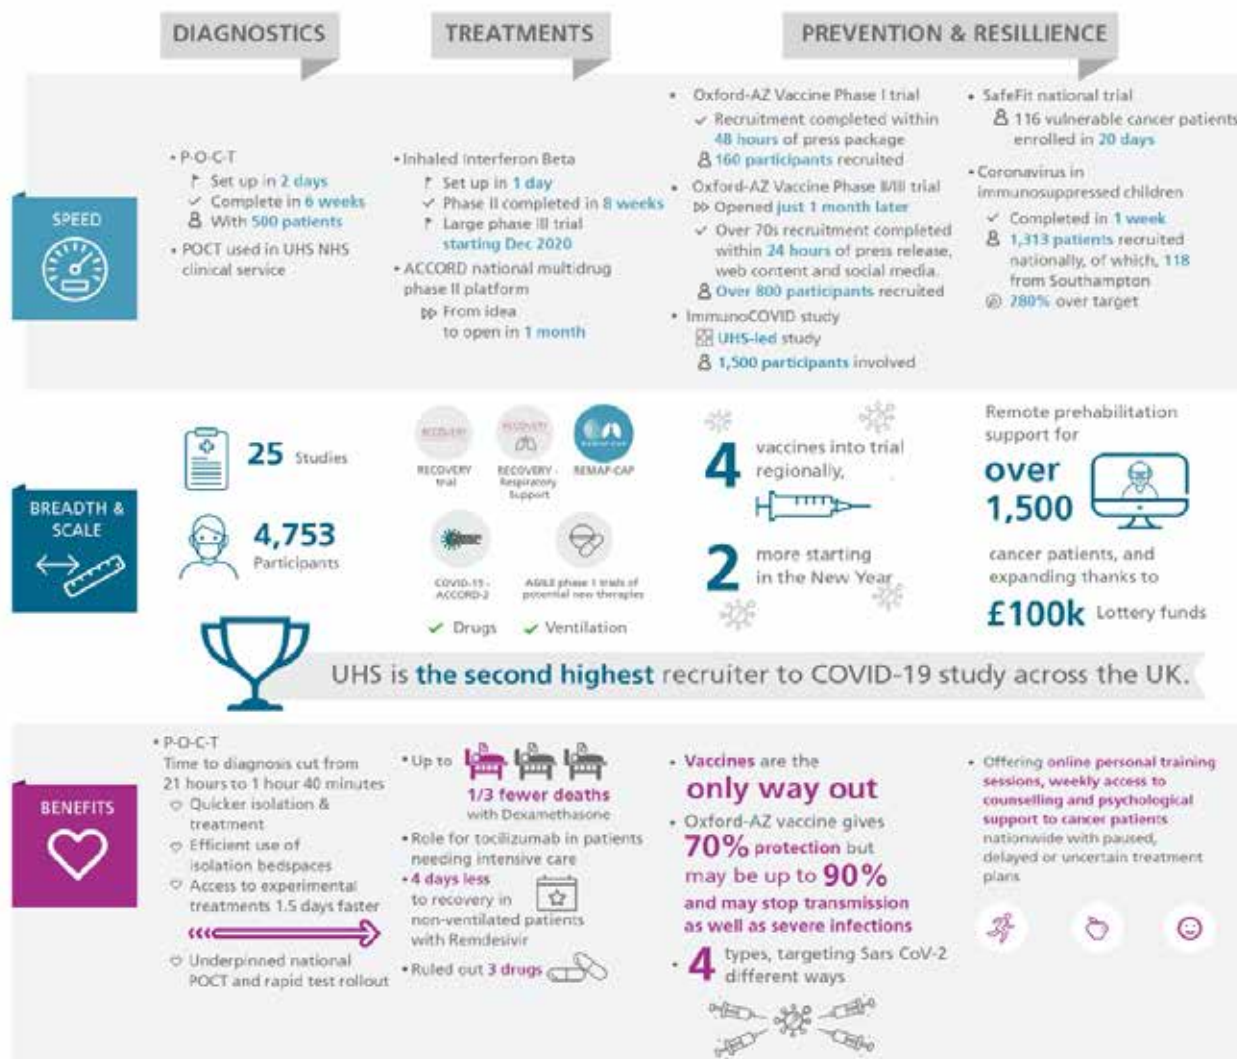 DIAGNOSTICS
TREATMENTS
PREVENTION & RESILLIENCE
SPEED
• P-O-C-T
Set up in 2 days
Complete in 6 weeks
With 500 patients
• POCT used in UHS NHS
clinical service
• Inhaled Interferon Beta
Set up in 1 day
Phase II completed in 8 weeks
Large phase III trial
starting Dec 2020
• ACCORD national multidrug
phase II platform
From idea
to open in 1 month
• Oxford-AZ Vaccine Phase I trial
Recruitment completed within
48 hours of press package
160 participants recruited
• Oxford-AZ Vaccine Phase II/III trial
Opened just 1 month later
Over 70s recruitment completed
within 24 hours of press release,
web content and social media.
Over 800 participants recruited
• ImmunoCOVID study
UHS-led study
1,500 participants involved
• SafeFit national trial
116 vulnerable cancer patients
enrolled in 20 days
• Coronavirus in
immunosuppressed children
Completed in 1 week
1,313 patients recruited
nationally, of which, 118
from Southampton
280% over target
BREADTH &
SCALE
25 Studies
4,753
Participants
RECOVERY
RECOVERY
trial
RECOVERY
RECOVERY -
Respiratory
Support
REMAP-CAP
REMAP-CAP
COVID-19 -
ACCORD-2
AGILE phase 1 trials of
potential new therapies
Drugs
Ventilation
4 vaccines into trial
regionally,
2 more starting
in the New Year
Remote prehabilitation
support for
over
1,500
cancer patients, and
expanding thanks to
£100k Lottery funds
UHS is the second highest recruiter to COVID-19 study across the UK.
BENEFITS
• P-O-C-T
Time to diagnosis cut from
21 hours to 1 hour 40 minutes
Quicker isolation &
treatment
Efficient use of
isolation bedspaces
Access to experimental
treatments 1.5 days faster
Underpinned national
POCT and rapid test rollout
• Up to
1/3 fewer deaths
with Dexamethasone
• Role for tocilizumab in patients
needing intensive care
• 4 days less
to recovery in
non-ventilated patients
with Remdesivir
• Ruled out 3 drugs
• Vaccines are the
only way out
• Oxford-AZ vaccine gives
70% protection but
may be up to 90%
and may stop transmission
as well as severe infections
• 4 types, targeting Sars CoV-2
different ways
• Offering online personal training
sessions, weekly access to
counselling and psychological
support to cancer patients
nationwide with paused,
delayed or uncertain treatment
plans